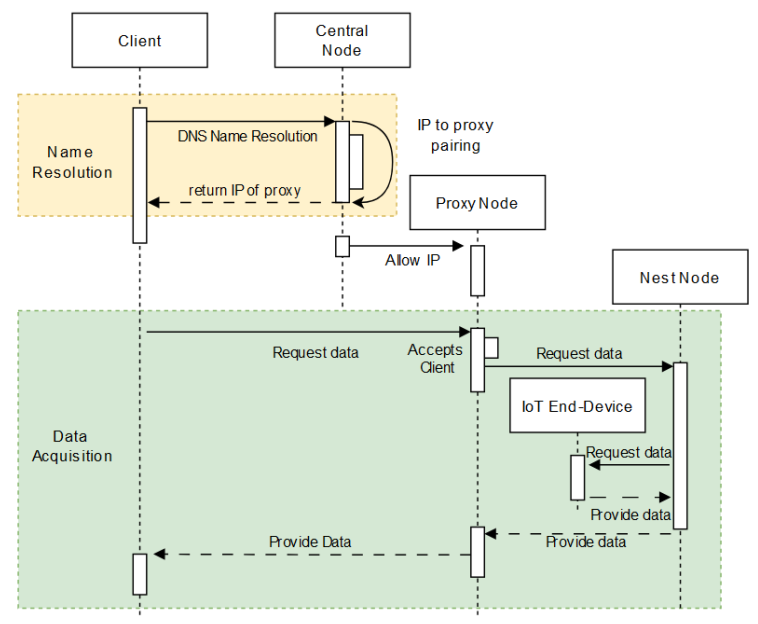 Client
Central
Node
DNS Name Resolution
IP to proxy
pairing
Name
Resolution
return IP of proxy
Proxy Node
Allow IP
Nest Node
Request data
Accepts
Client
Request data
IoT End-Device
Data
Acquisition
Request data
Provide data
Provide Data
Provide data